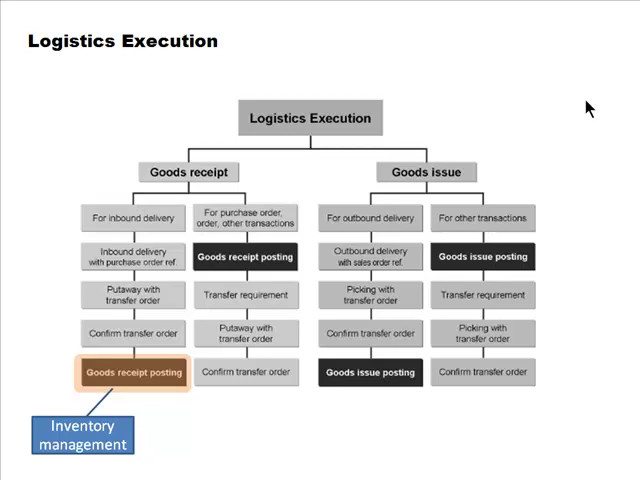 Logistics Execution
Logistics Execution
Goods receipt
Goods issue
For inbound delivery
For purchase order,
order, other transactions
For outbound delivery
For other transactions
Inbound delivery
with purchase order ref.
Goods receipt posting
Outbound delivery
with sales order ref.
Goods issue posting
Putaway with
transfer order
Transfer requirement
Picking with
transfer order
Transfer requirement
Confirm transfer order
Putaway with
transfer order
Confirm transfer order
Picking with
transfer order
Goods receipt posting
Confirm transfer order
Goods issue posting
Confirm transfer order
Inventory
management